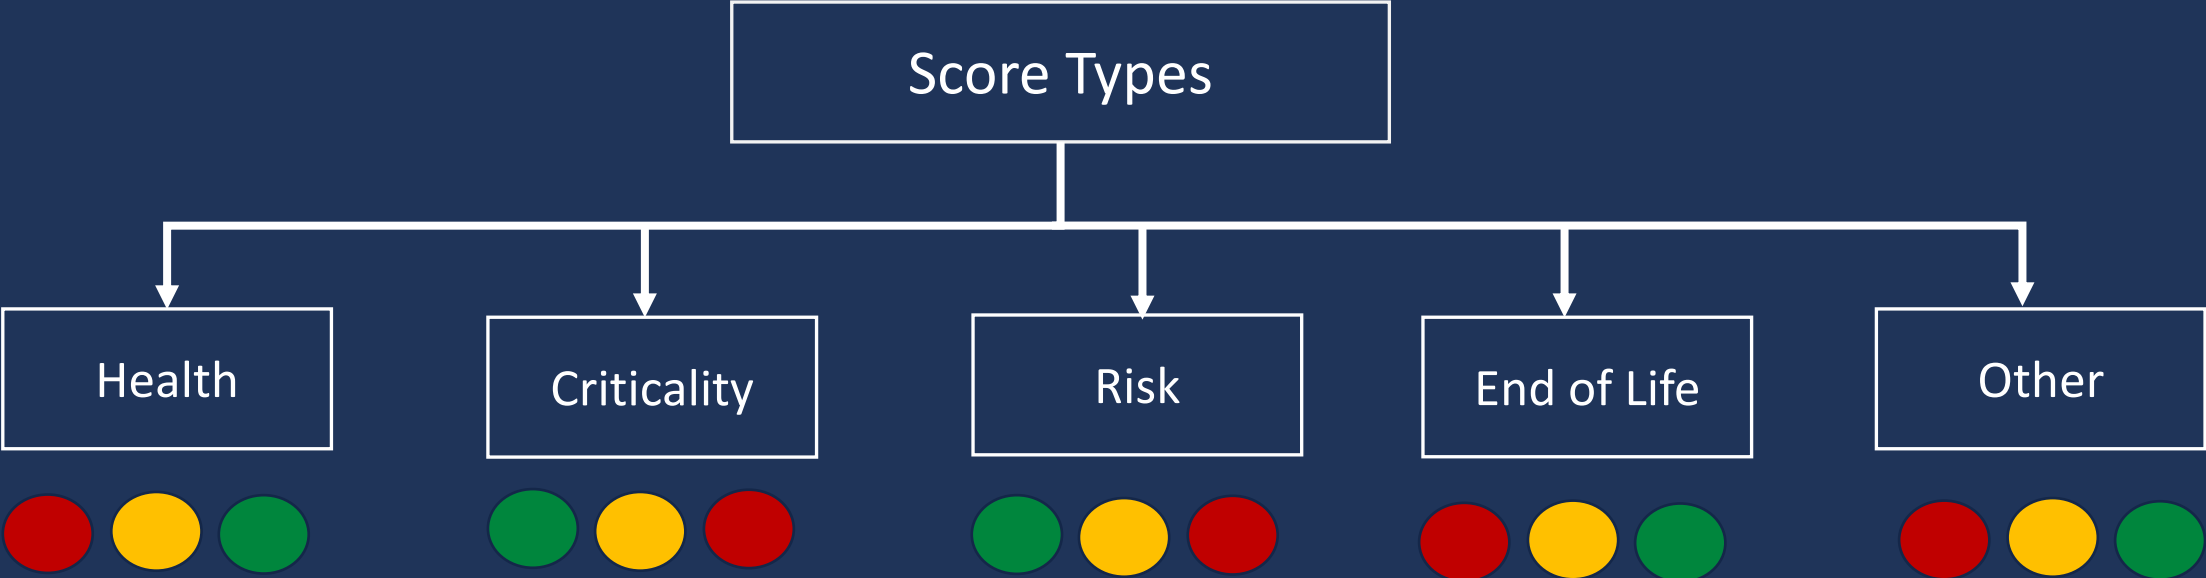 Score Types
Health
Criticality
Risk
End of Life
Other